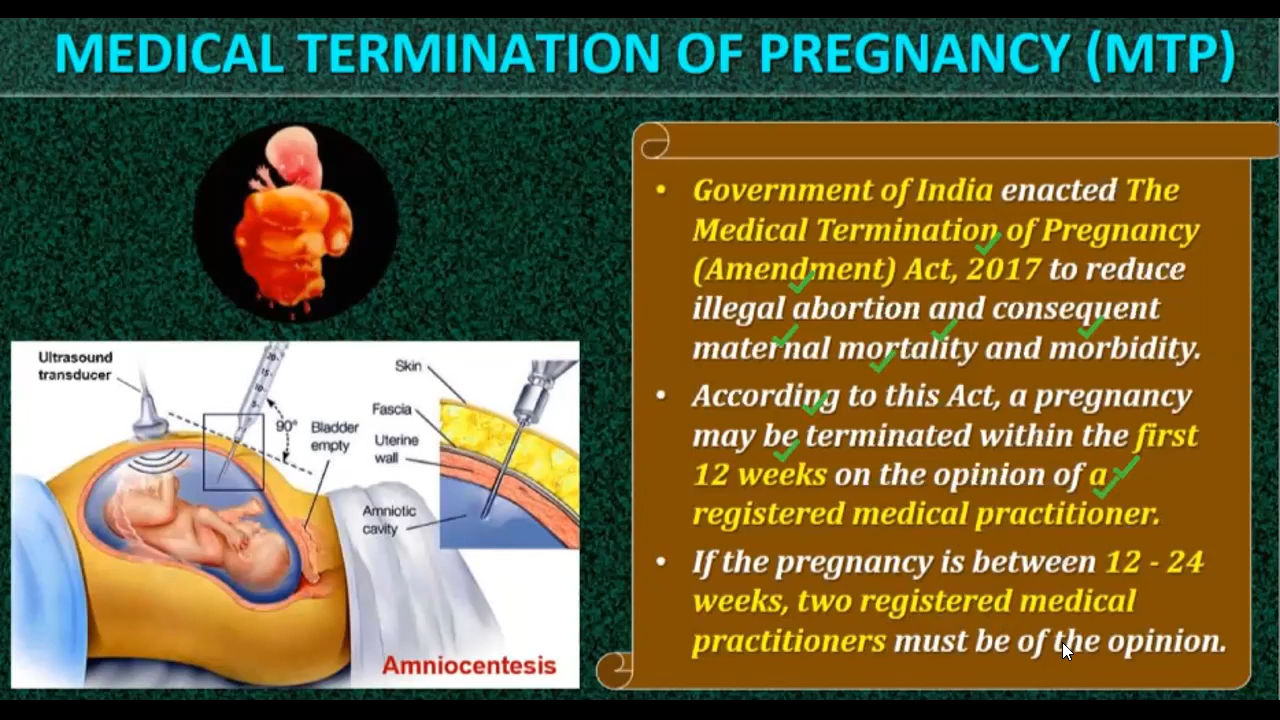 MEDICAL TERMINATION OF PREGNANCY (MTP)
Ultrasound
transducer
90°
Bladder
empty
Skin
Fascia
Uterine
wall
Amniotic
cavity
Amniocentesis
• Government of India enacted The
Medical Termination of Pregnancy
(Amendment) Act, 2017 to reduce
illegal abortion and consequent
maternal mortality and morbidity.
• According to this Act, a pregnancy
may be terminated within the first
12 weeks on the opinion of a
registered medical practitioner.
• If the pregnancy is between 12 - 24
weeks, two registered medical
practitioners must be of the opinion.